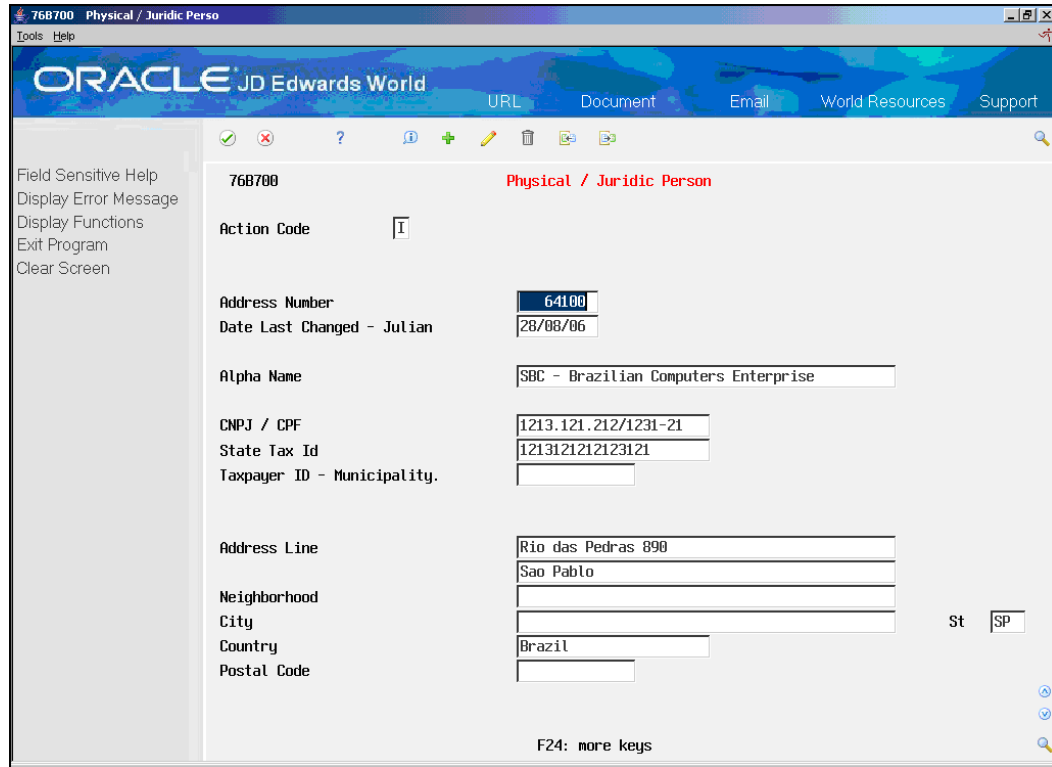 76B700 Physical / Juridic Perso
Tools Help
ORACLE JD Edwards World
URL Document Email World Resources Support
Field Sensitive Help
Display Error Message
Display Functions
Exit Program
Clear Screen
76B700 Physical / Juridic Person
Action Code I
Address Number 64100
Date Last Changed - Julian 28/08/06
Alpha Name SBC - Brazilian Computers Enterprise
CNPJ / CPF 1213.121.212/1231-21
State Tax Id 1213121212123121
Taxpayer ID - Municipality.
Address Line Rio das Pedras 890
Sao Pablo
Neighborhood
City St SP
Country Brazil
Postal Code
F24: more keys